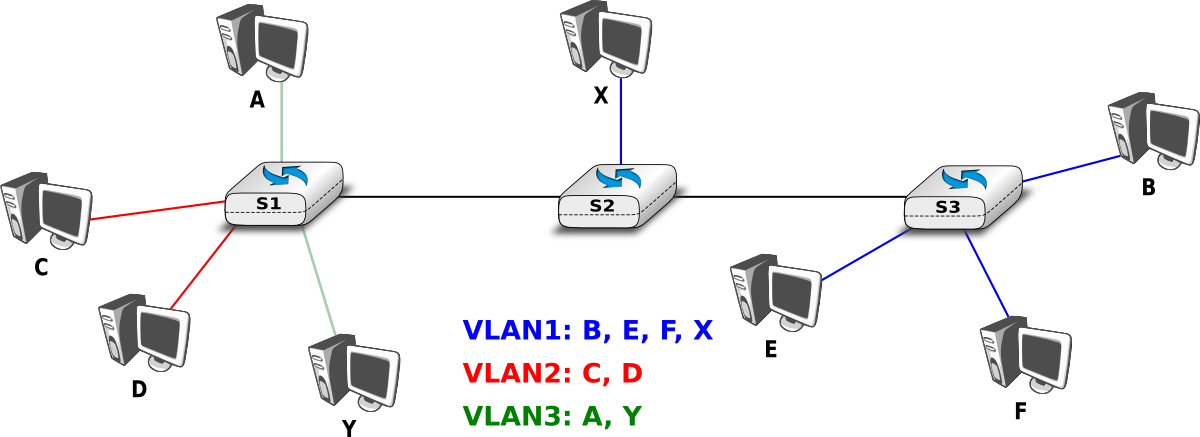 A
X
B
S1
S2
S3
C
E
D
F
Y
VLAN1: B, E, F, X
VLAN2: C, D
VLAN3: A, Y